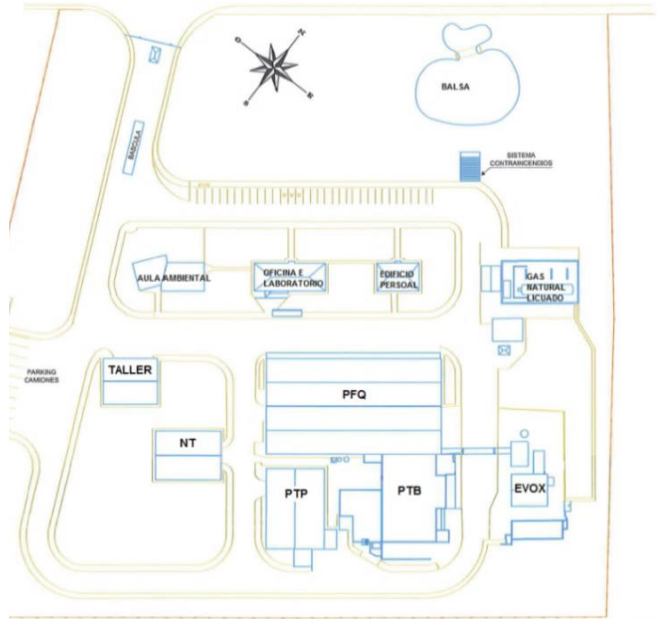 BALSA
BASCULA
SISTEMA
CONTRAINCENDIOS
AULA AMBIENTAL
OFICINA E
LABORATORIO
EDIFICIO
PERSOAL
GAS
NATURAL
LICUADO
PARKING
CAMIONES
TALLER
PFQ
NT
PTP
PTB
EVOX